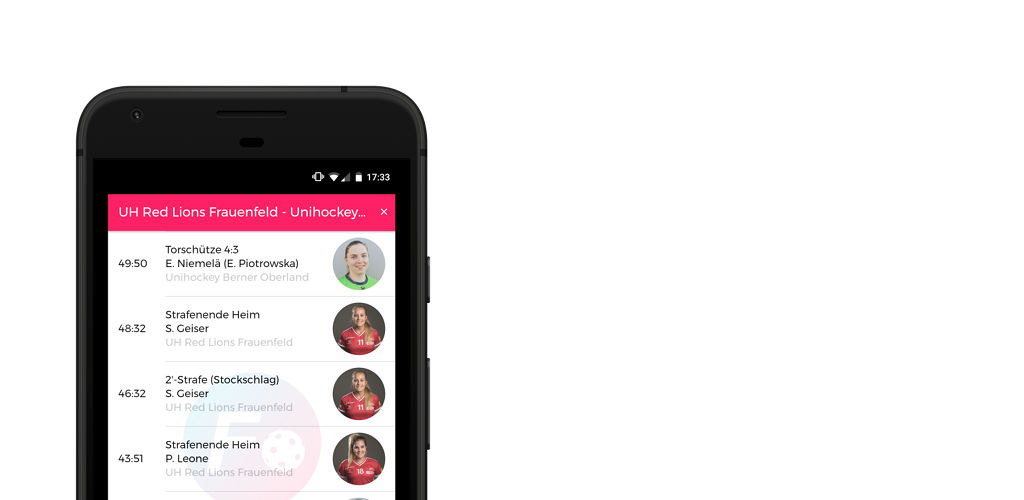 17:33
UH Red Lions Frauenfeld - Unihockey... ×
Torschütze 4:3
49:50 E. Niemelä (E. Piotrowska)
Unihockey Berner Oberland
Strafenende Heim
48:32 S. Geiser
UH Red Lions Frauenfeld
11
2'-Strafe (Stockschlag)
46:32 S. Geiser
UH Red Lions Frauenfeld
11
Strafenende Heim
43:51 P. Leone
UH Red Lions Frauenfeld